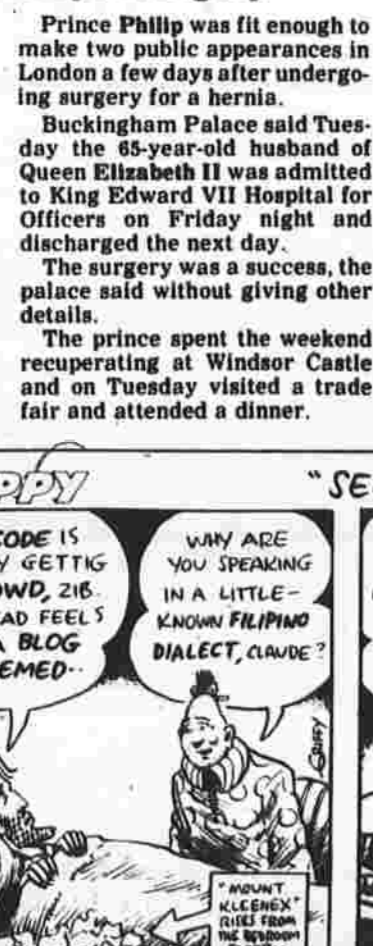 Prince Philip was fit enough to
make two public appearances in
London a few days after undergo-
ing surgery for a hernia.
Buckingham Palace said Tues-
day the 65-year-old husband of
Queen Elizabeth II was admitted
to King Edward VII Hospital for
Officers on Friday night and
discharged the next day.
The surgery was a success, the
palace said without giving other
details.
The prince spent the weekend
recuperating at Windsor Castle
and on Tuesday visited a trade
fair and attended a dinner.
PPY
"SE
CODE IS
Y GETTIG
OWD, ZIB.
AD FEELS
A BLOG
EMED..
WHY ARE
YOU SPEAKING
IN A LITTLE-
KNOWN FILIPINO
DIALECT, CLAUDE?
GRIFFY
"MOUNT
KLEENEX"
RISES FROM
THE BEDROOM